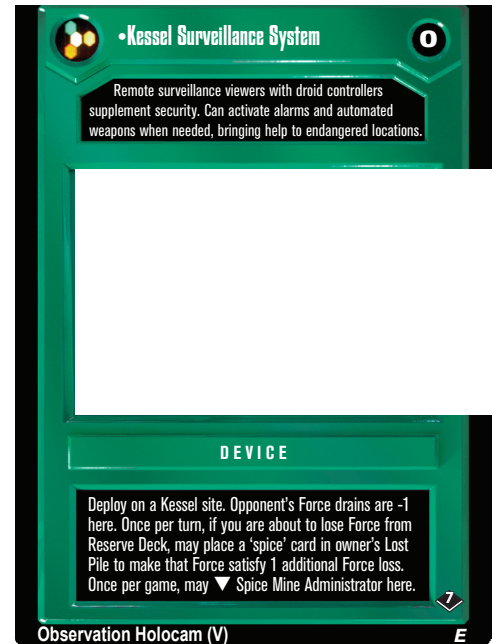 •Kessel Surveillance System
0
Remote surveillance viewers with droid controllers
supplement security. Can activate alarms and automated
weapons when needed, bringing help to endangered locations.
DEVICE
Deploy on a Kessel site. Opponent's Force drains are -1
here. Once per turn, if you are about to lose Force from
Reserve Deck, may place a 'spice' card in owner's Lost
Pile to make that Force satisfy 1 additional Force loss.
Once per game, may ▼ Spice Mine Administrator here.
7
Observation Holocam (V)
E